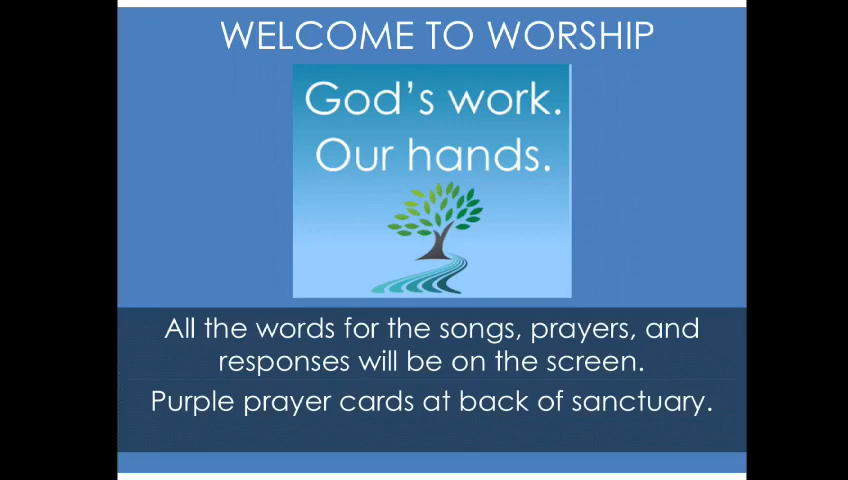 WELCOME TO WORSHIP
God's work.
Our hands.
All the words for the songs, prayers, and
responses will be on the screen.
Purple prayer cards at back of sanctuary.